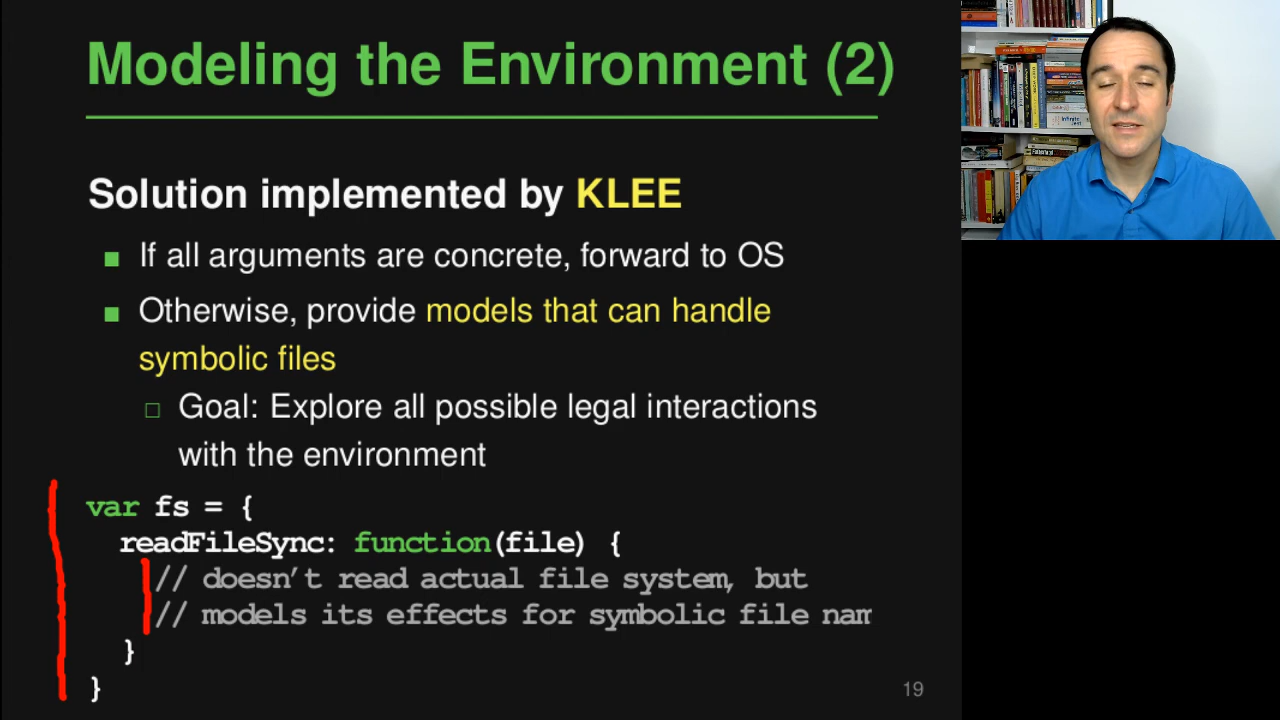 Modeling the Environment (2)
Solution implemented by KLEE
If all arguments are concrete, forward to OS
Otherwise, provide models that can handle
symbolic files
Goal: Explore all possible legal interactions
with the environment
var fs = {
readFileSync: function(file) {
// doesn't read actual file system, but
// models its effects for symbolic file nam
}
}
19
Infinite
Jest